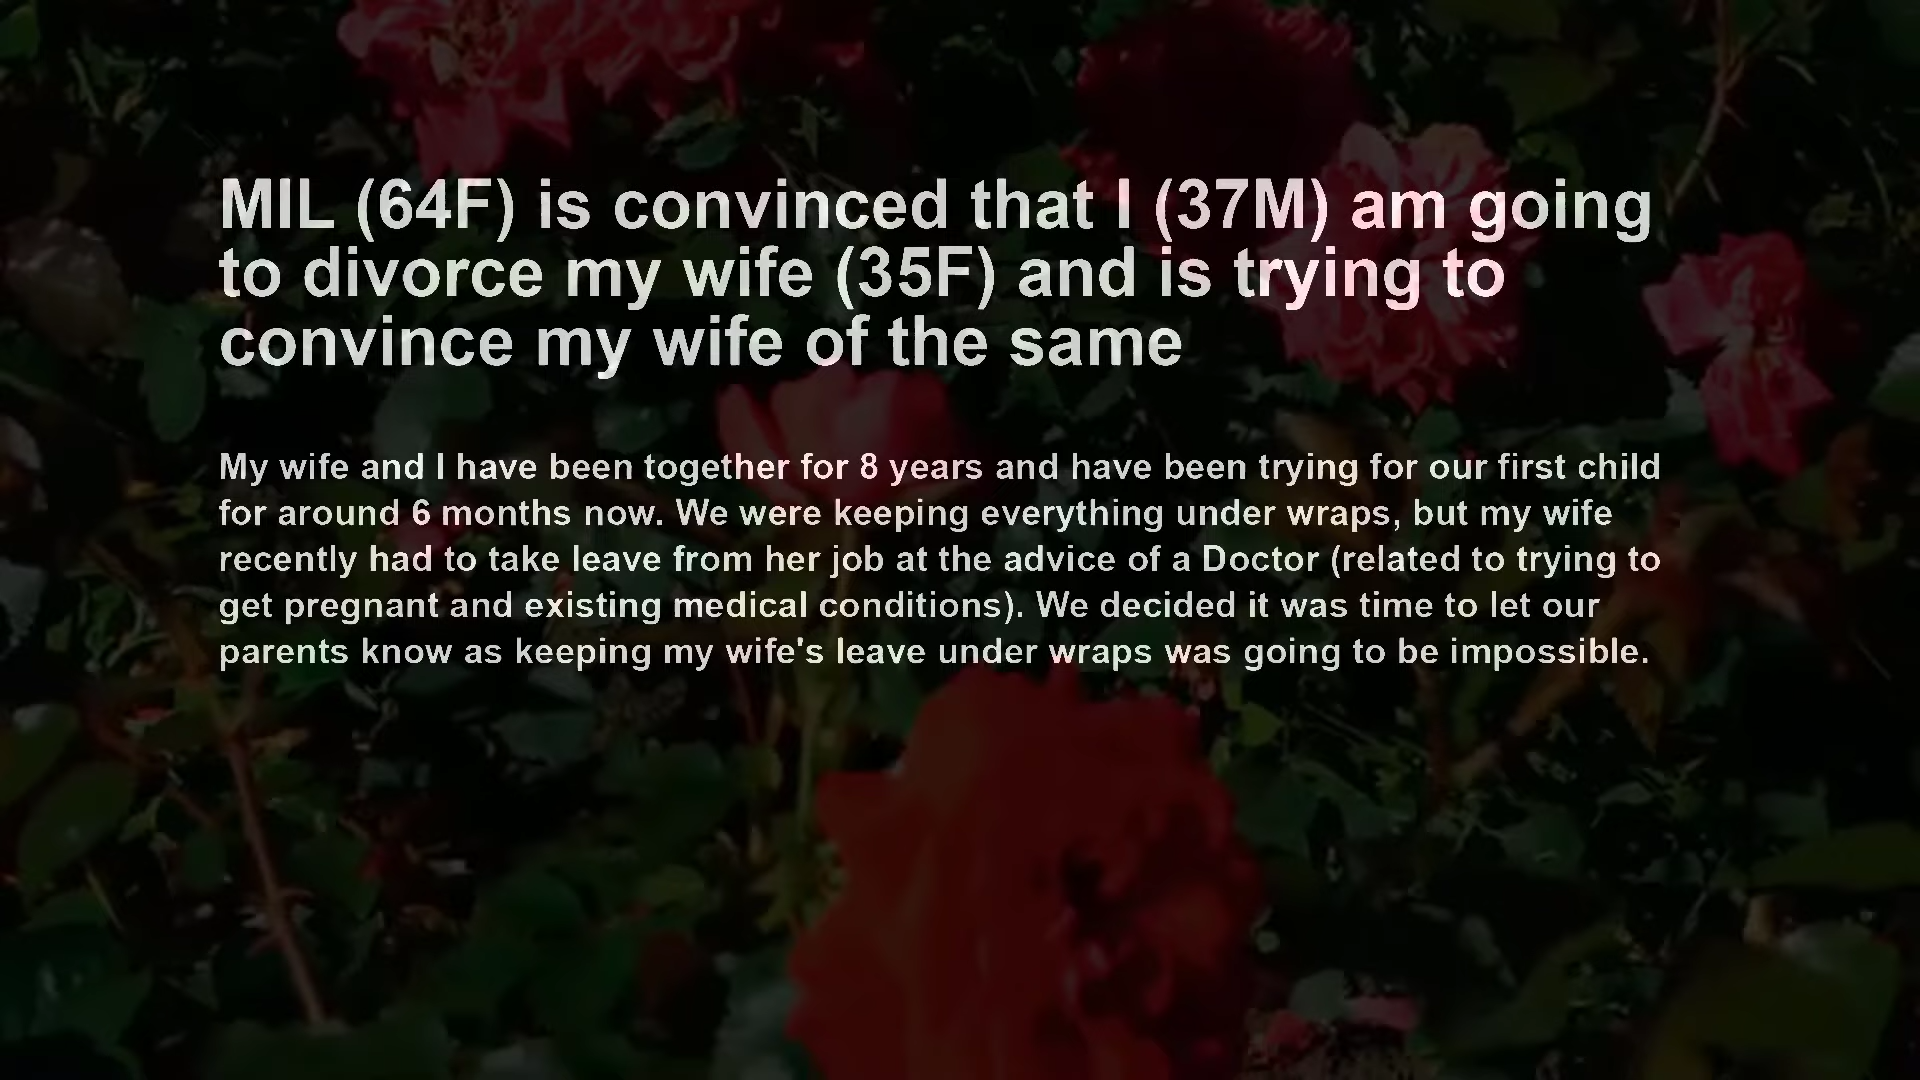 MIL (64F) is convinced that I (37M) am going
to divorce my wife (35F) and is trying to
convince my wife of the same
My wife and I have been together for 8 years and have been trying for our first child
for around 6 months now. We were keeping everything under wraps, but my wife
recently had to take leave from her job at the advice of a Doctor (related to trying to
get pregnant and existing medical conditions). We decided it was time to let our
parents know as keeping my wife's leave under wraps was going to be impossible.